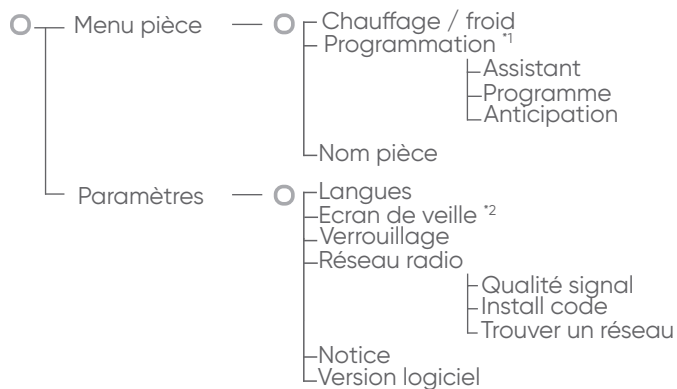 Menu pièce
Chauffage / froid
Programmation *1
Assistant
Programme
Anticipation
Nom pièce
Paramètres
Langues
Ecran de veille *2
Verrouillage
Réseau radio
Qualité signal
Install code
Trouver un réseau
Notice
Version logiciel